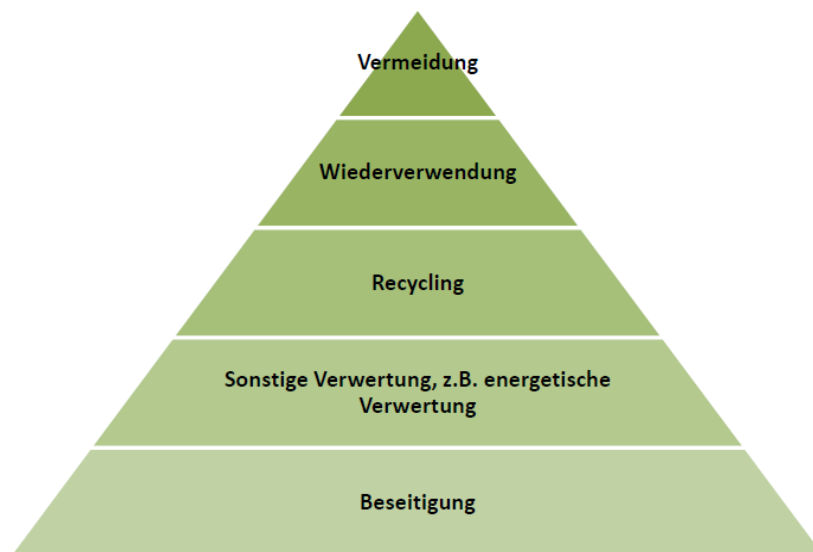 Vermeidung
Wiederverwendung
Recycling
Sonstige Verwertung, z.B. energetische
Verwertung
Beseitigung